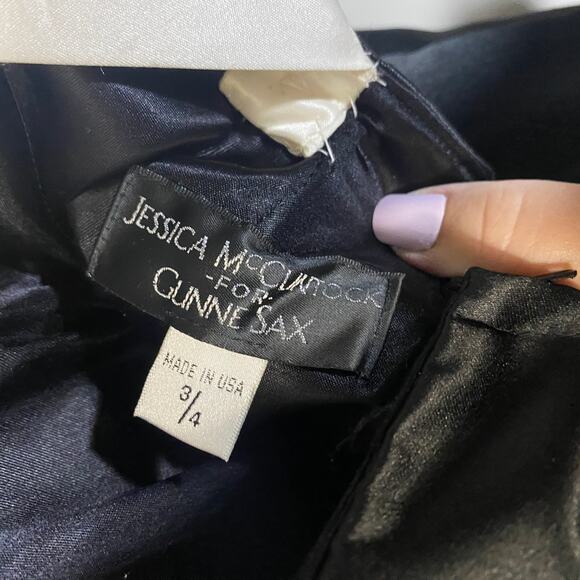 JESSICA MCCLINTOCK
-FOR-
GUNNE SAX
MADE IN USA
3/4